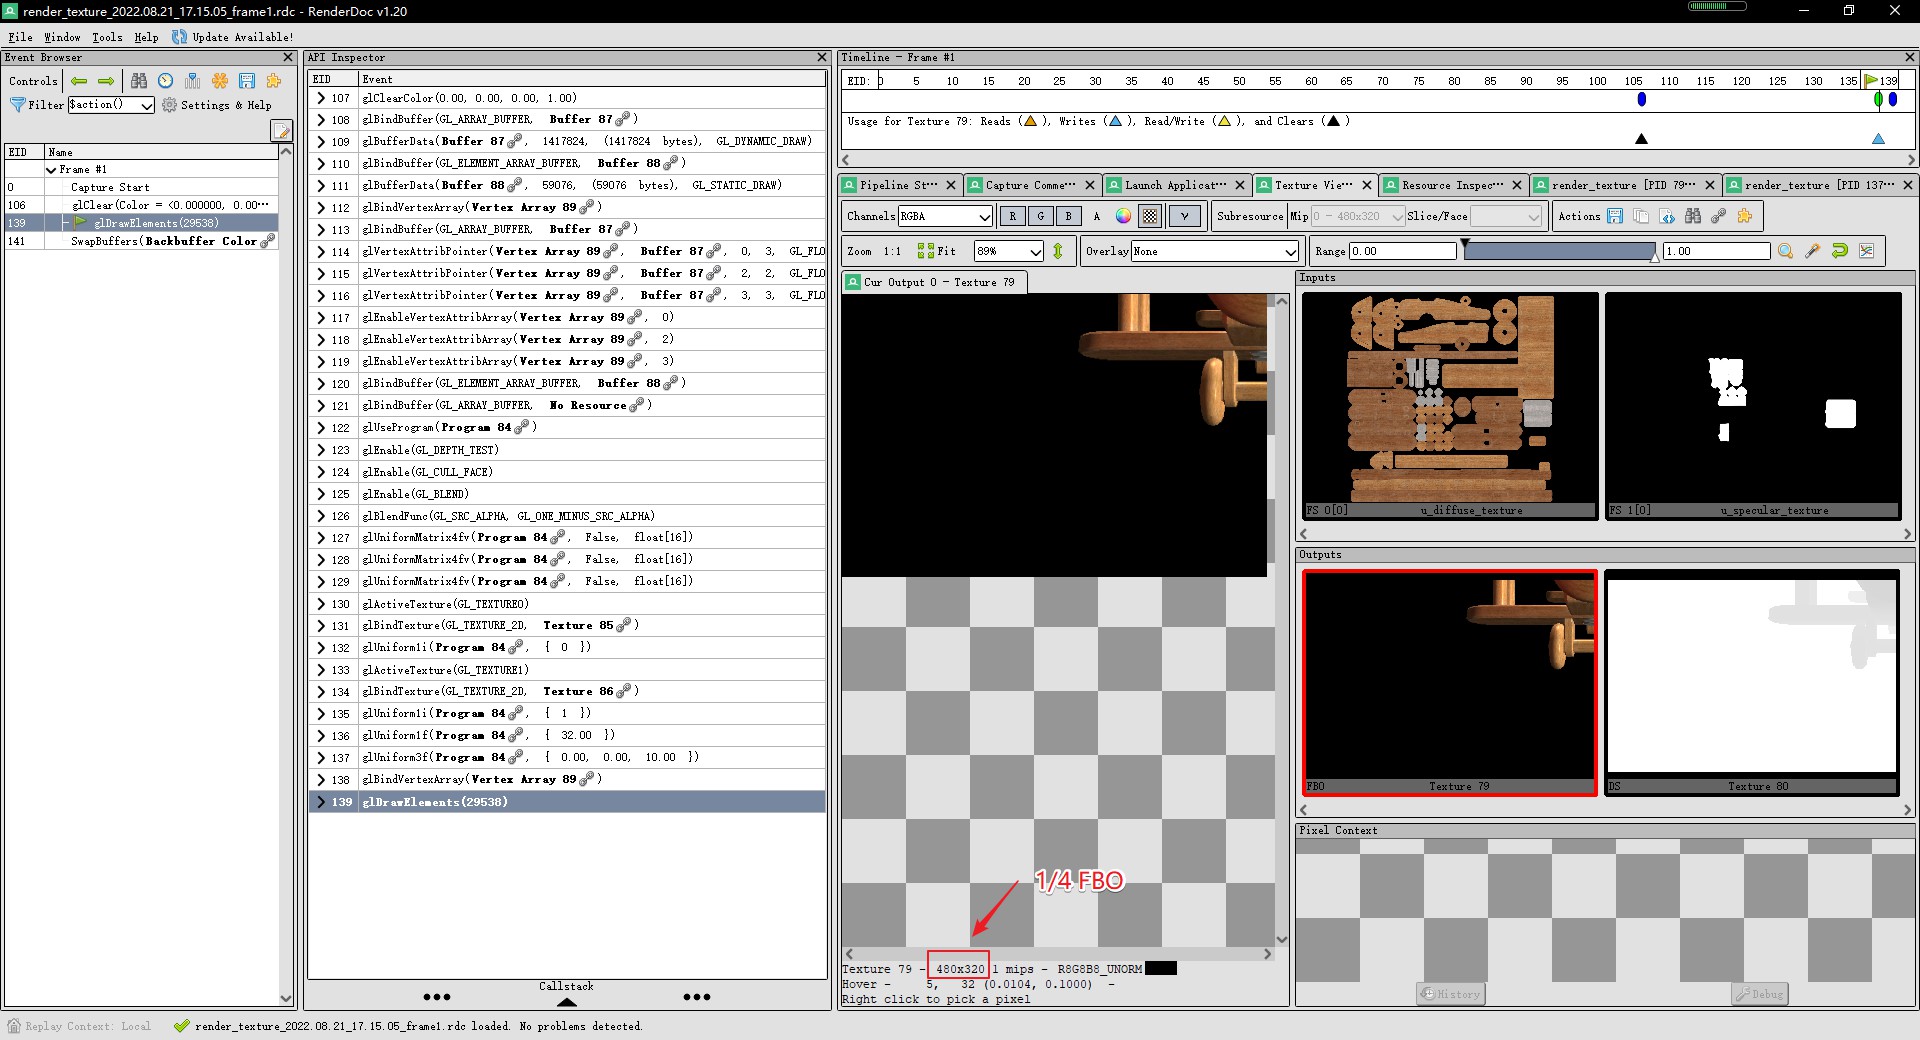 render_texture_2022.08.21_17.15.05_frame1.rdc - RenderDoc v1.20
File Window Tools Help Update Available!
Event Browser
Controls
Filter $action() Settings & Help
EID Name
Frame #1
0 Capture Start
106 glClear(Color = <0.000000, 0.00···
139 glDrawElements(29538)
141 SwapBuffers(Backbuffer Color
API Inspector
EID Event
107 glClearColor(0.00, 0.00, 0.00, 1.00)
108 glBindBuffer(GL_ARRAY_BUFFER, Buffer 87)
109 glBufferData(Buffer 87, 1417824, (1417824 bytes), GL_DYNAMIC_DRAW)
110 glBindBuffer(GL_ELEMENT_ARRAY_BUFFER, Buffer 88)
111 glBufferData(Buffer 88, 59076, (59076 bytes), GL_STATIC_DRAW)
112 glBindVertexArray(Vertex Array 89)
113 glBindBuffer(GL_ARRAY_BUFFER, Buffer 87)
114 glVertexAttribPointer(Vertex Array 89, Buffer 87, 0, 3, GL_FLO
115 glVertexAttribPointer(Vertex Array 89, Buffer 87, 2, 2, GL_FLO
116 glVertexAttribPointer(Vertex Array 89, Buffer 87, 3, 3, GL_FLO
117 glEnableVertexAttribArray(Vertex Array 89, 0)
118 glEnableVertexAttribArray(Vertex Array 89, 2)
119 glEnableVertexAttribArray(Vertex Array 89, 3)
120 glBindBuffer(GL_ELEMENT_ARRAY_BUFFER, Buffer 88)
121 glBindBuffer(GL_ARRAY_BUFFER, No Resource)
122 glUseProgram(Program 84)
123 glEnable(GL_DEPTH_TEST)
124 glEnable(GL_CULL_FACE)
125 glEnable(GL_BLEND)
126 glBlendFunc(GL_SRC_ALPHA, GL_ONE_MINUS_SRC_ALPHA)
127 glUniformMatrix4fv(Program 84, False, float[16])
128 glUniformMatrix4fv(Program 84, False, float[16])
129 glUniformMatrix4fv(Program 84, False, float[16])
130 glActiveTexture(GL_TEXTURE0)
131 glBindTexture(GL_TEXTURE_2D, Texture 85)
132 glUniform1i(Program 84, { 0 })
133 glActiveTexture(GL_TEXTURE1)
134 glBindTexture(GL_TEXTURE_2D, Texture 86)
135 glUniform1i(Program 84, { 1 })
136 glUniform1f(Program 84, { 32.00 })
137 glUniform3f(Program 84, { 0.00, 0.00, 10.00 })
138 glBindVertexArray(Vertex Array 89)
139 glDrawElements(29538)
Callstack
Timeline - Frame #1
EID: 0 5 10 15 20 25 30 35 40 45 50 55 60 65 70 75 80 85 90 95 100 106 110 115 120 125 130 135 139
Usage for Texture 79: Reads ( ), Writes ( ), Read/Write ( ), and Clears ( )
Pipeline St··· Capture Comme··· Launch Applicat··· Texture Vie··· Resource Inspec··· render_texture [PID 79··· render_texture [PID 137···
Channels RGBA R G B A γ Subresource Mip 0 - 480x320 Slice/Face Actions
Zoom 1:1 Fit 89% Overlay None Range 0.00 1.00
Cur Output 0 - Texture 79
1/4 FBO
Texture 79 - 480x320 1 mips - R8G8B8_UNORM
Hover - 5, 32 (0.0104, 0.1000) -
Right click to pick a pixel
Inputs
FS 0[0] u_diffuse_texture
FS 1[0] u_specular_texture
Outputs
FBO Texture 79
DS Texture 80
Pixel Context
History Debug
Replay Context: Local render_texture_2022.08.21_17.15.05_frame1.rdc loaded. No problems detected.